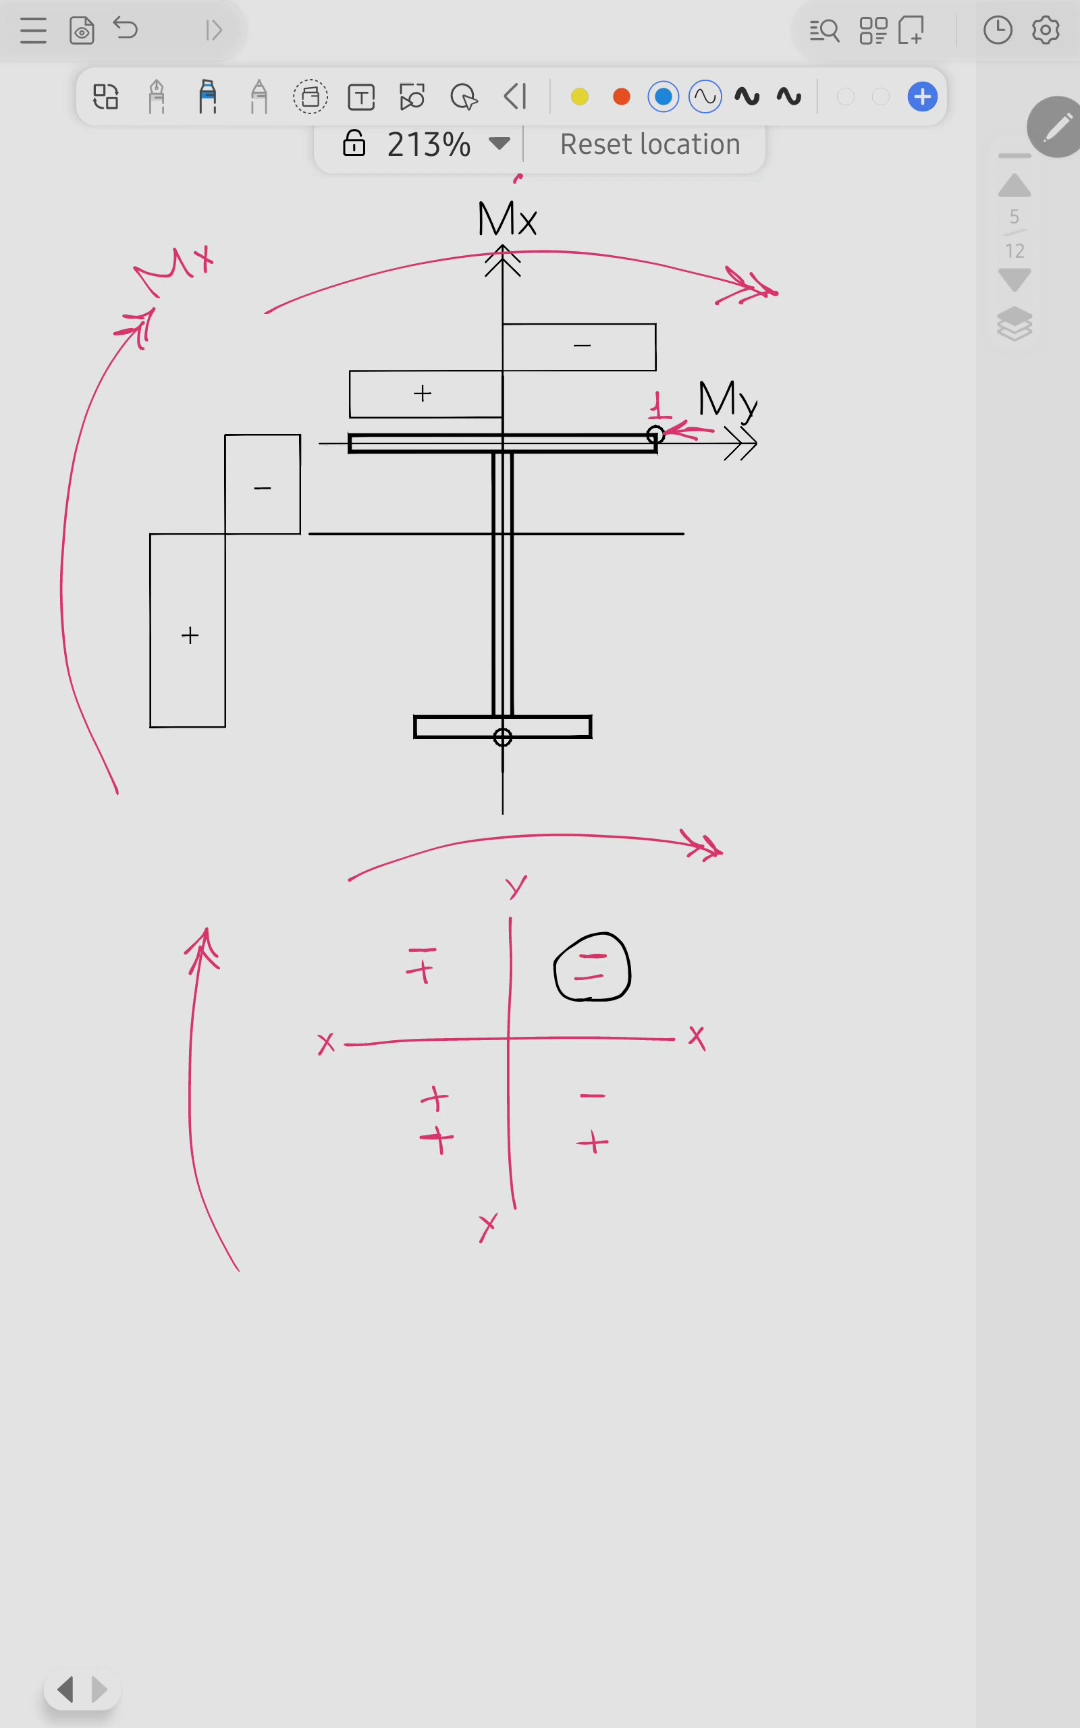 213%
Reset location
5
12
Mx
Mx
−
+
1
My
−
+
Y
−
+
−
−
X
X
+
+
−
+
Y